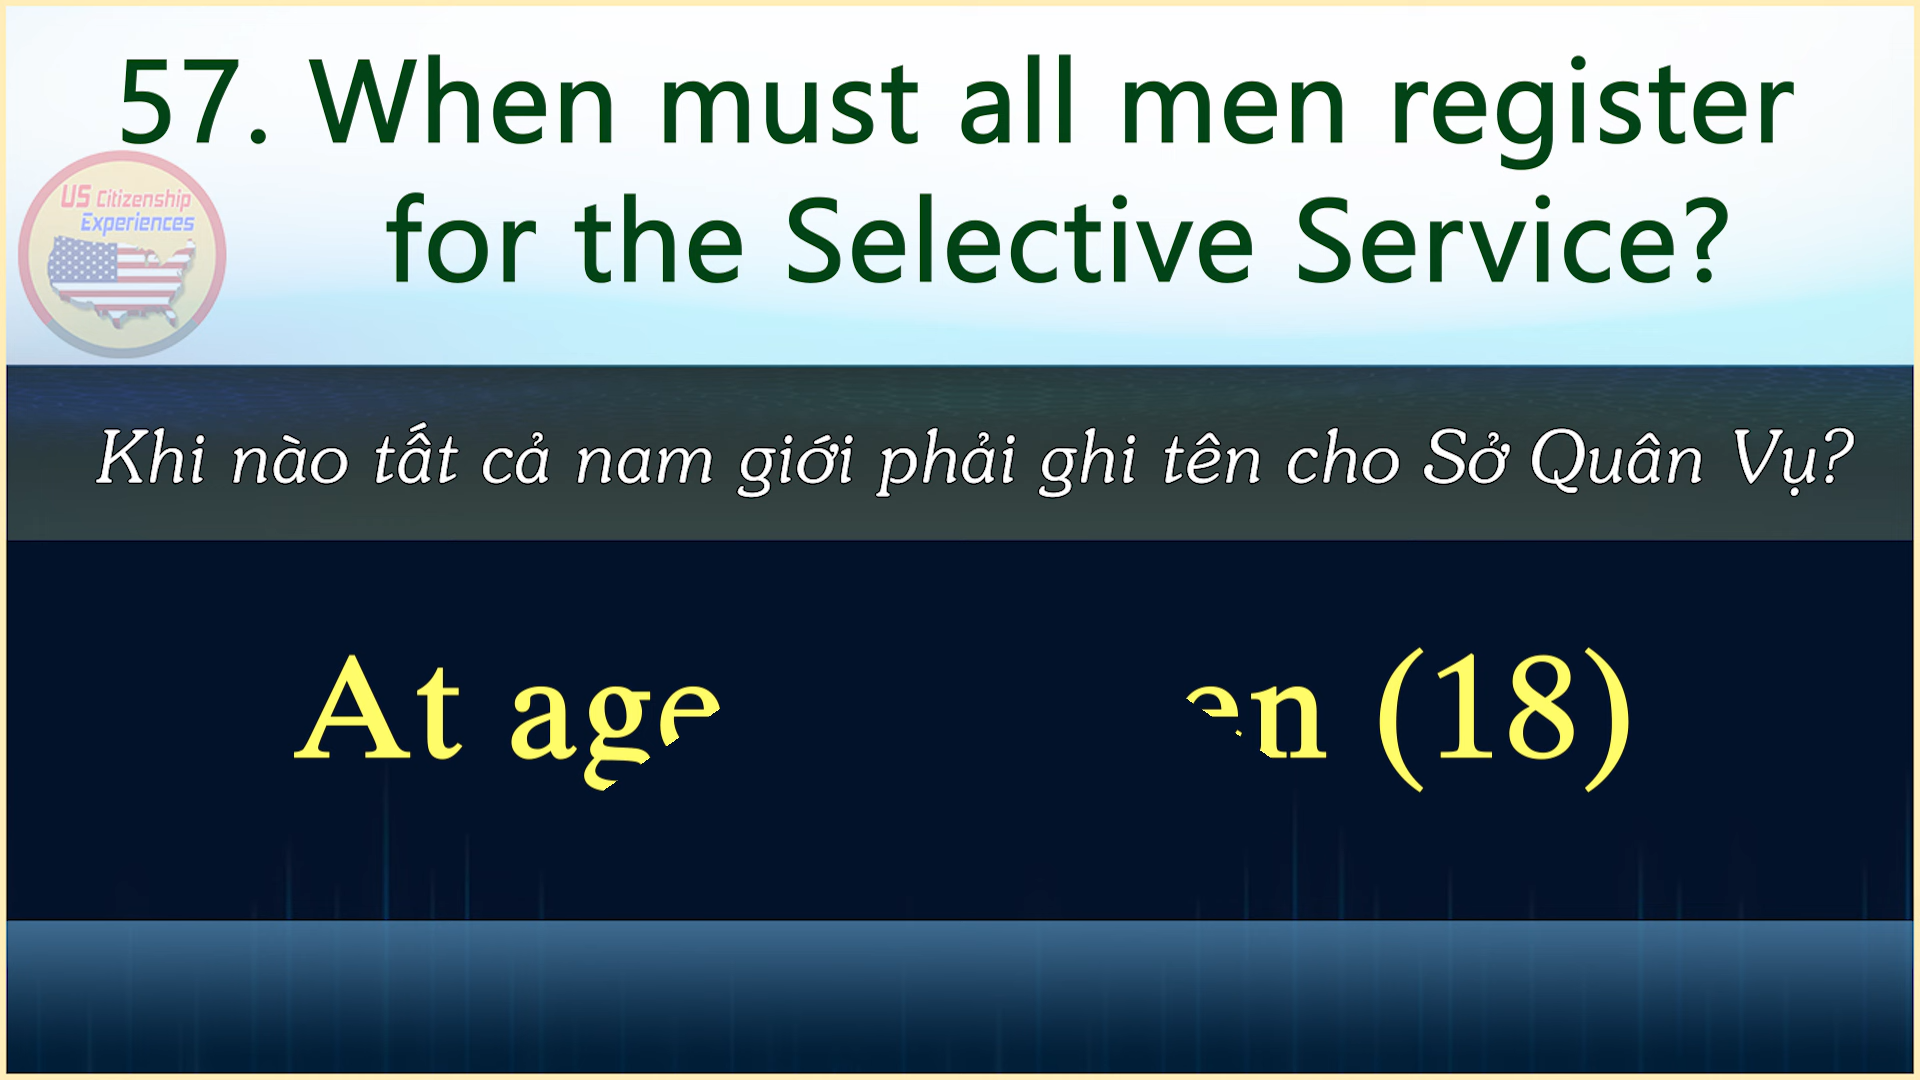 57. When must all men register
for the Selective Service?
US Citizenship
Experiences
Khi nào tất cả nam giới phải ghi tên cho Sở Quân Vụ?
At age en (18)